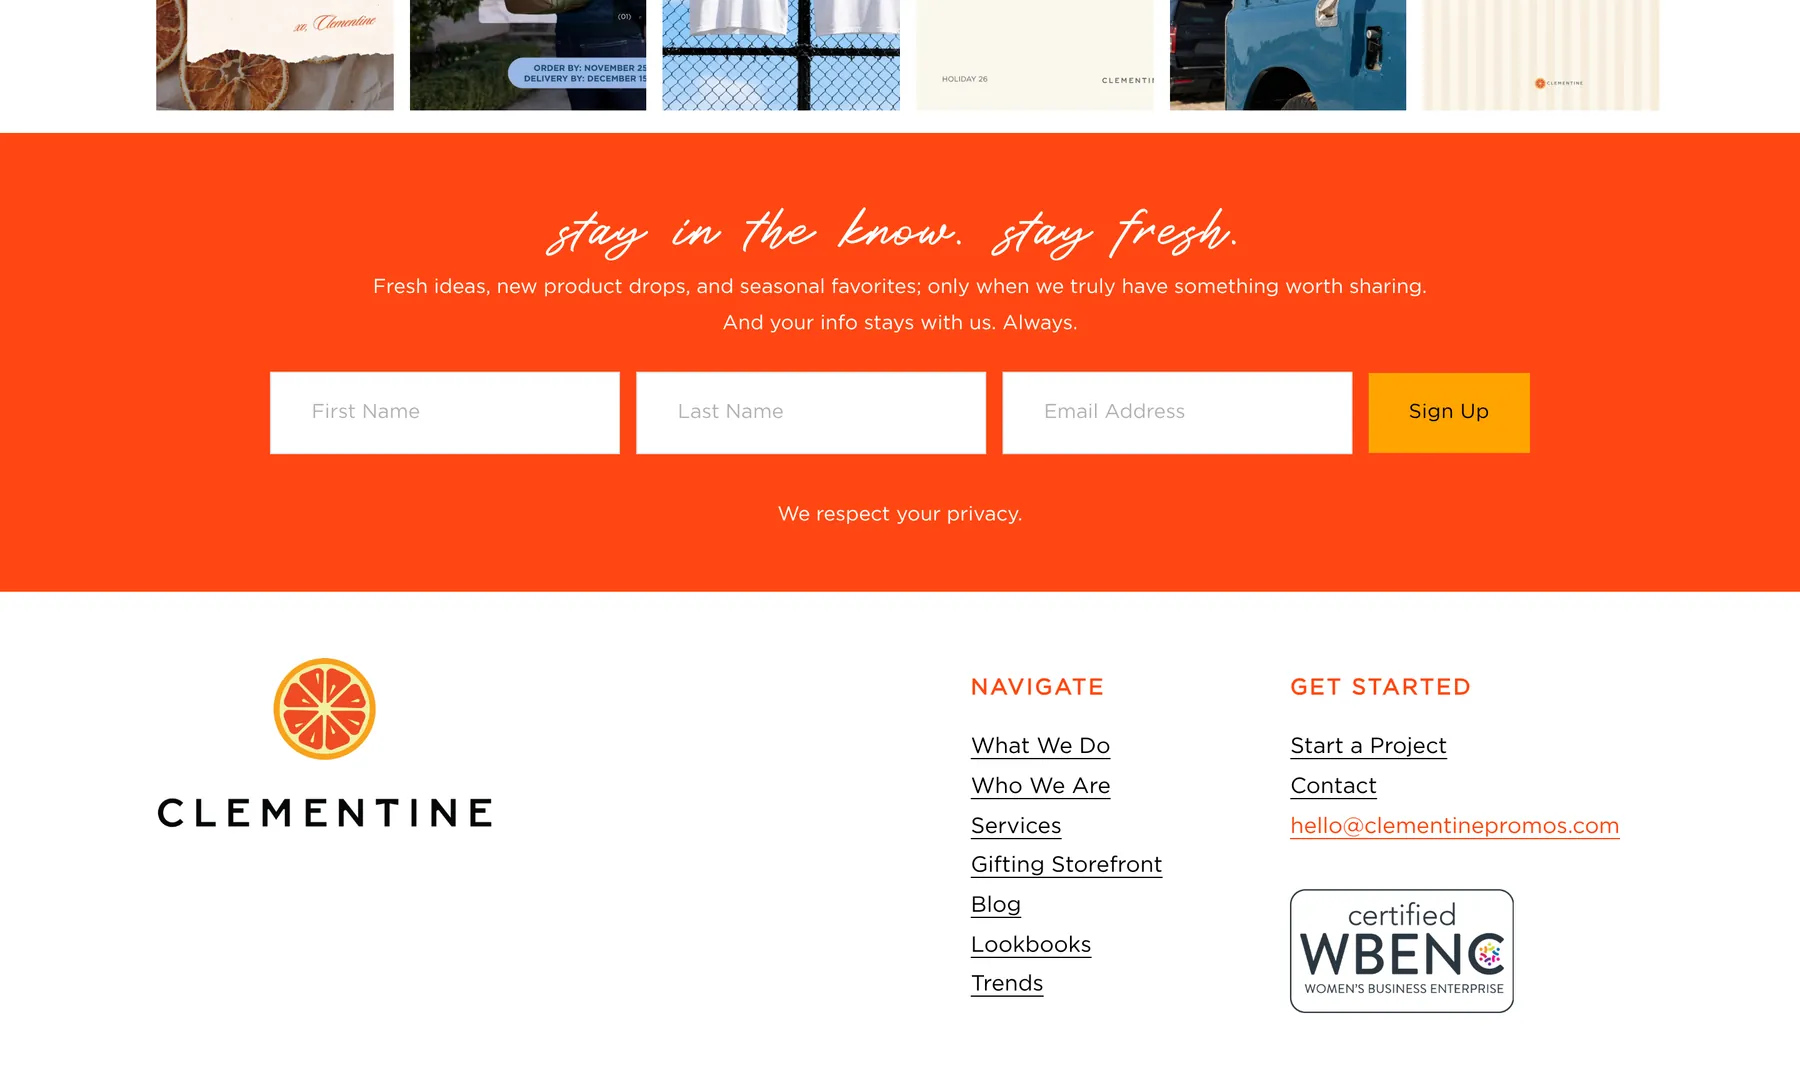 xo, Clementine
(01)
ORDER BY: NOVEMBER 25
DELIVERY BY: DECEMBER 15
HOLIDAY 26
CLEMENTI
CLEMENTINE
stay in the know. stay fresh.
Fresh ideas, new product drops, and seasonal favorites; only when we truly have something worth sharing.
And your info stays with us. Always.
First Name
Last Name
Email Address
Sign Up
We respect your privacy.
CLEMENTINE
NAVIGATE
What We Do
Who We Are
Services
Gifting Storefront
Blog
Lookbooks
Trends
GET STARTED
Start a Project
Contact
hello@clementinepromos.com
certified
WBENC
WOMEN'S BUSINESS ENTERPRISE